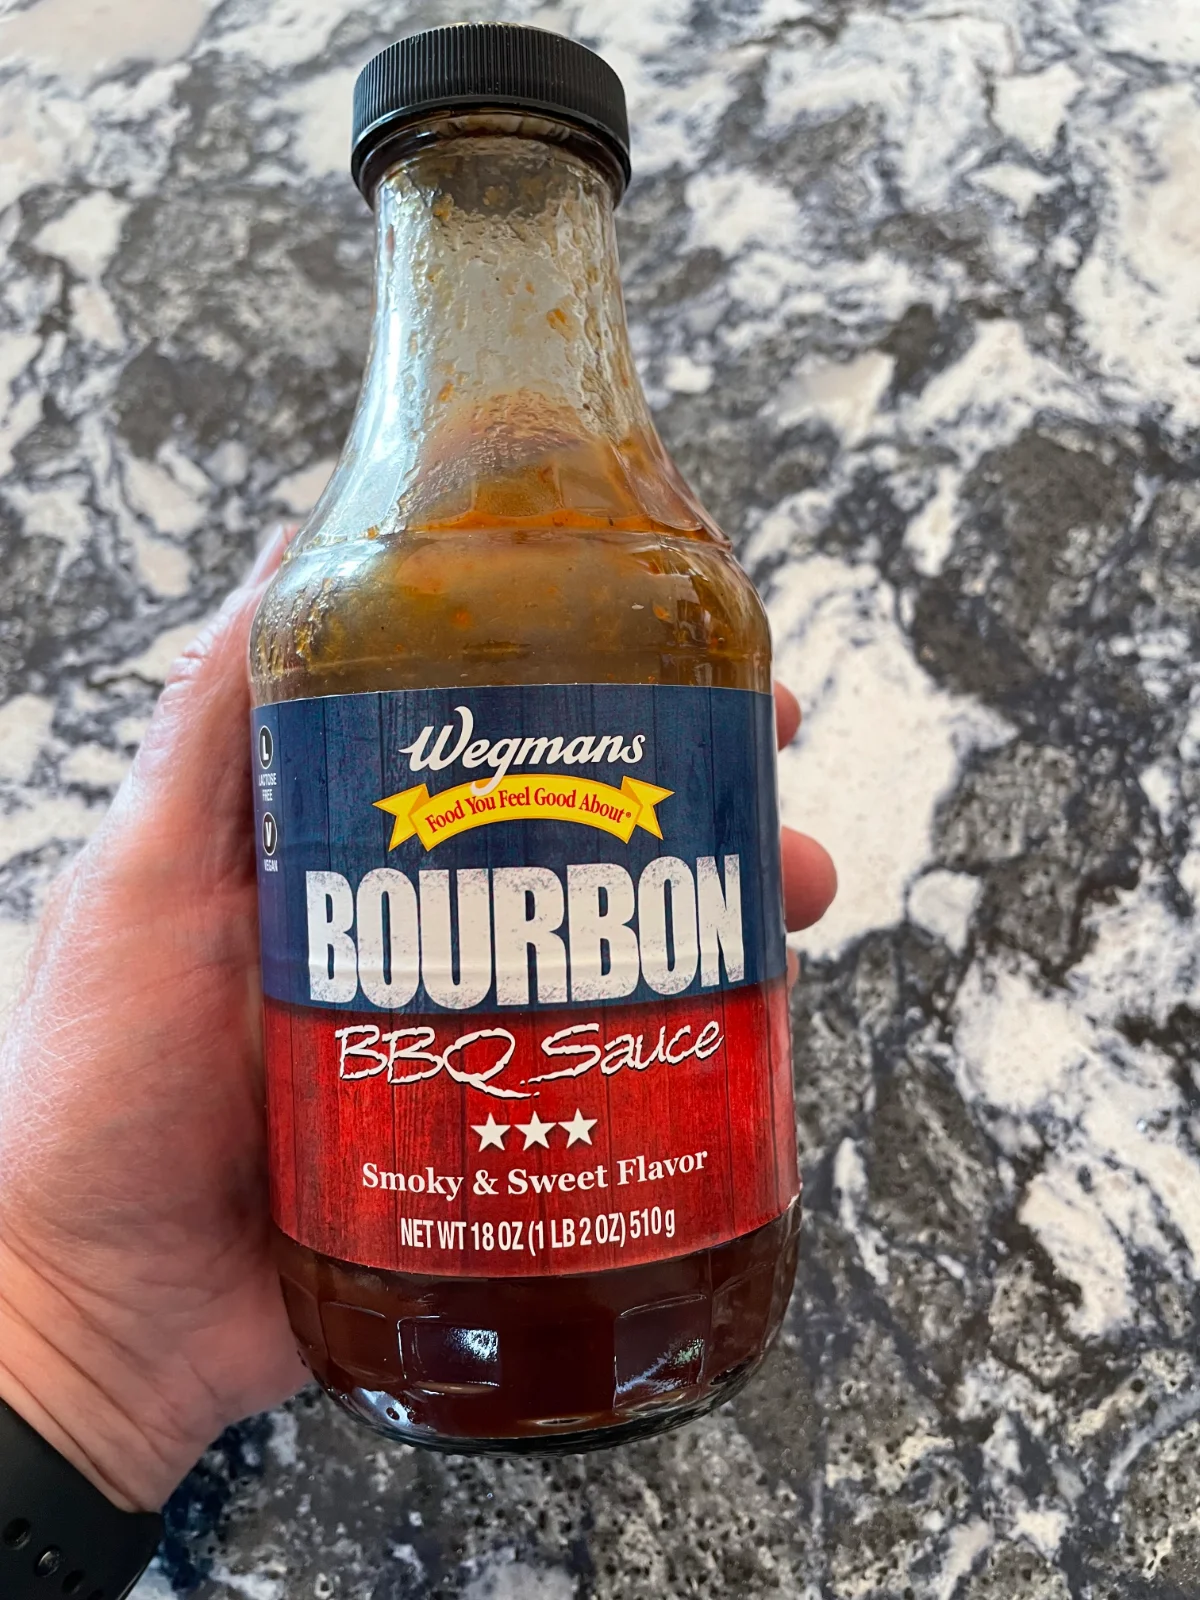 Wegmans
Food You Feel Good About®
L
LACTOSE
FREE
V
VEGAN
BOURBON
BBQ Sauce
Smoky & Sweet Flavor
NET WT 18 OZ (1 LB 2 OZ) 510 g